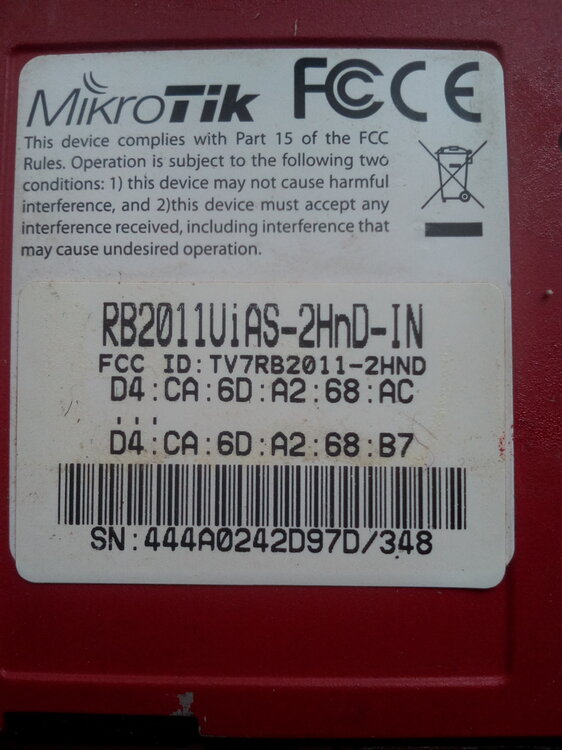 MikroTik FC CE
This device complies with Part 15 of the FCC
Rules. Operation is subject to the following two
conditions: 1) this device may not cause harmful
interference, and 2)this device must accept any
interference received, including interference that
may cause undesired operation.
RB2011UiAS-2HnD-IN
FCC ID:TV7RB2011-2HND
D4:CA:6D:A2:68:AC
...
D4:CA:6D:A2:68:B7
SN:444A0242D97D/348